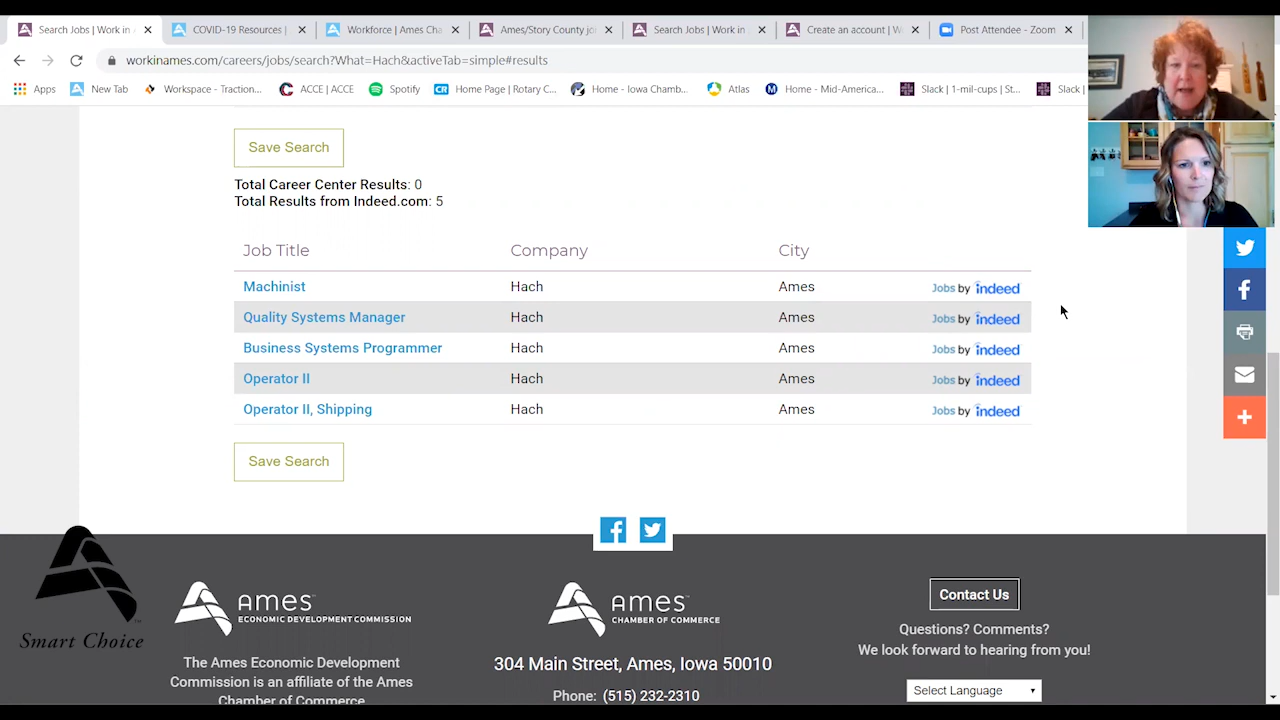 Search Jobs | Work in
COVID-19 Resources |
Workforce | Ames Cha
Ames/Story County jo
Search Jobs | Work in
Create an account | W
Post Attendee - Zoom
workinames.com/careers/jobs/search?What=Hach&activeTab=simple#results
Apps
New Tab
Workspace - Traction...
ACCE | ACCE
Spotify
CR
Home Page | Rotary C...
Home - Iowa Chamb...
Atlas
M
Home - Mid-America...
Slack | 1-mil-cups | St...
Slack |
Save Search
Total Career Center Results: 0
Total Results from Indeed.com: 5
Job Title Company City
Machinist Hach Ames Jobs by indeed
Quality Systems Manager Hach Ames Jobs by indeed
Business Systems Programmer Hach Ames Jobs by indeed
Operator II Hach Ames Jobs by indeed
Operator II, Shipping Hach Ames Jobs by indeed
Save Search
Smart Choice
AMES™
ECONOMIC DEVELOPMENT COMMISSION
The Ames Economic Development
Commission is an affiliate of the Ames
Chamber of Commerce
AMES™
CHAMBER OF COMMERCE
304 Main Street, Ames, Iowa 50010
Phone: (515) 232-2310
Contact Us
Questions? Comments?
We look forward to hearing from you!
Select Language